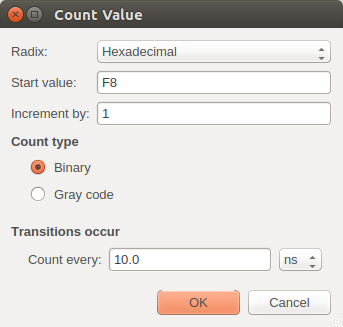 Count Value
Radix: Hexadecimal
Start value: F8
Increment by: 1
Count type
Binary
Gray code
Transitions occur
Count every: 10.0 ns
OK Cancel